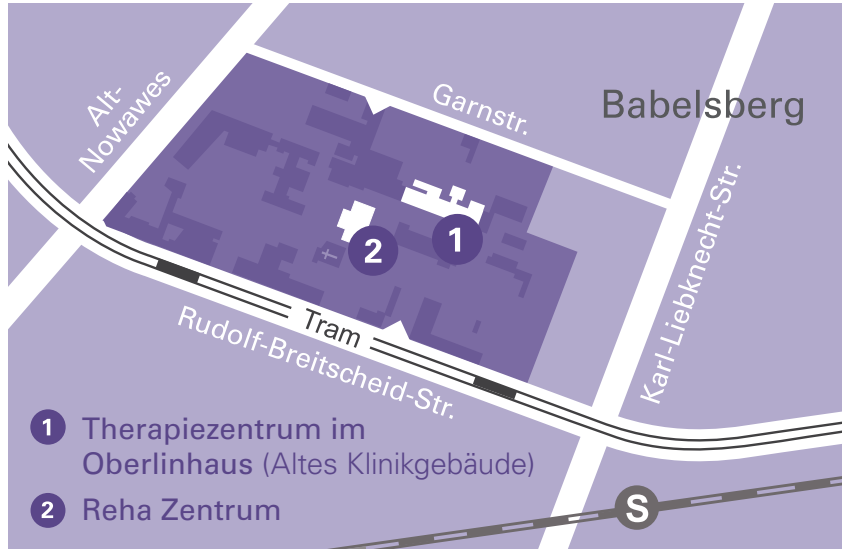 Alt-
Nowawes
Garnstr.
Babelsberg
Karl-Liebknecht-Str.
1
2
Tram
Rudolf-Breitscheid-Str.
1 Therapiezentrum im
Oberlinhaus (Altes Klinikgebäude)
2 Reha Zentrum
S